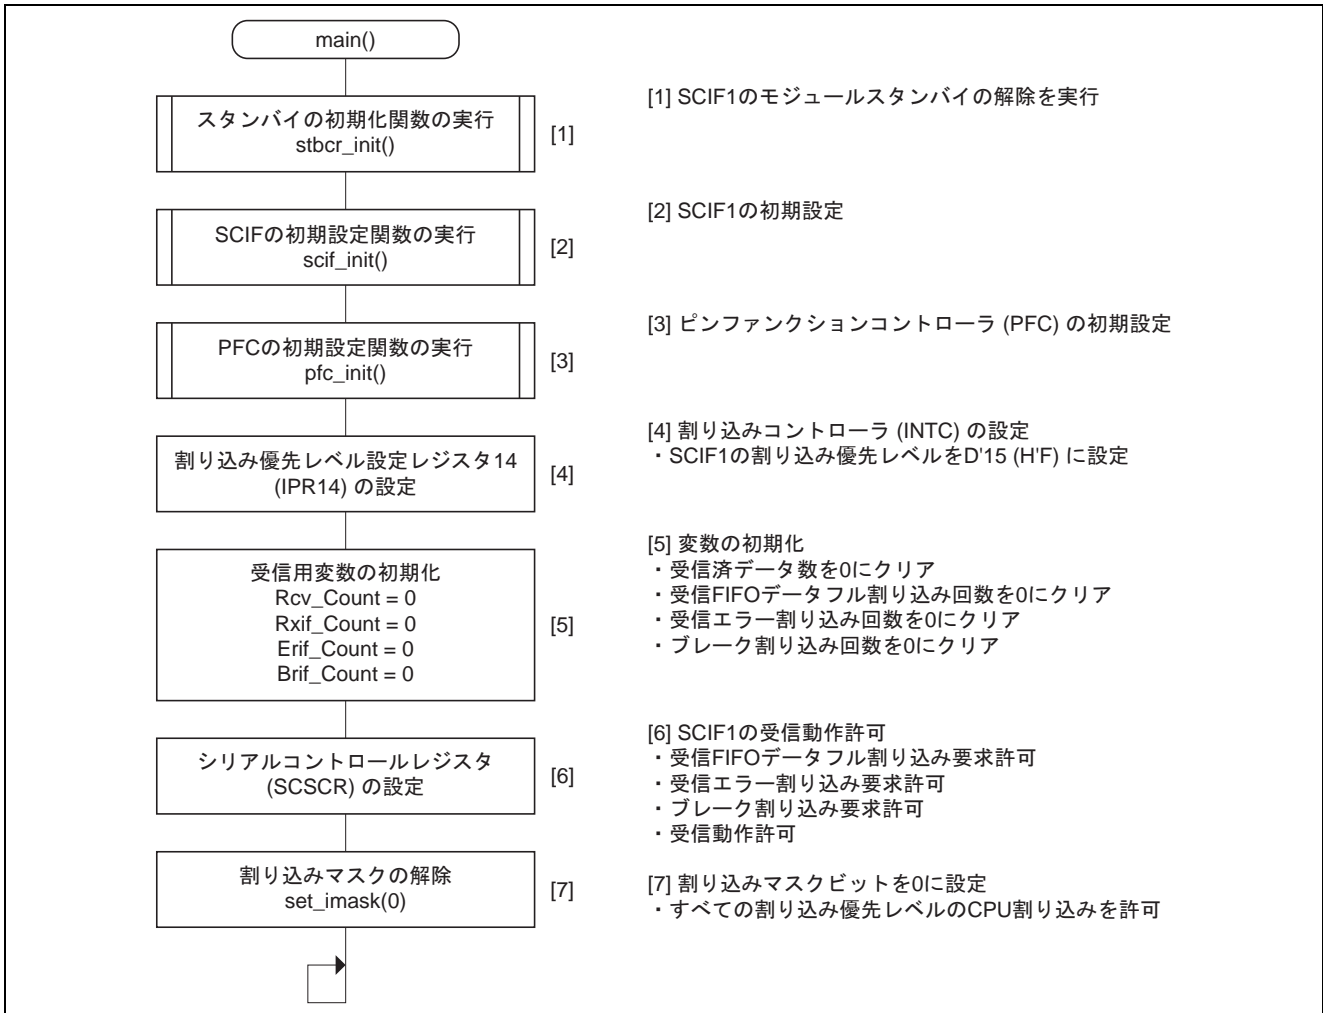 main()
スタンバイの初期化関数の実行
stbcr_init()
[1]
[1] SCIF1のモジュールスタンバイの解除を実行
SCIFの初期設定関数の実行
scif_init()
[2]
[2] SCIF1の初期設定
PFCの初期設定関数の実行
pfc_init()
[3]
[3] ピンファンクションコントローラ (PFC) の初期設定
割り込み優先レベル設定レジスタ14
(IPR14) の設定
[4]
[4] 割り込みコントローラ (INTC) の設定
・SCIF1の割り込み優先レベルをD'15 (H'F) に設定
受信用変数の初期化
Rcv_Count = 0
Rxif_Count = 0
Erif_Count = 0
Brif_Count = 0
[5]
[5] 変数の初期化
・受信済データ数を0にクリア
・受信FIFOデータフル割り込み回数を0にクリア
・受信エラー割り込み回数を0にクリア
・ブレーク割り込み回数を0にクリア
シリアルコントロールレジスタ
(SCSCR) の設定
[6]
[6] SCIF1の受信動作許可
・受信FIFOデータフル割り込み要求許可
・受信エラー割り込み要求許可
・ブレーク割り込み要求許可
・受信動作許可
割り込みマスクの解除
set_imask(0)
[7]
[7] 割り込みマスクビットを0に設定
・すべての割り込み優先レベルのCPU割り込みを許可